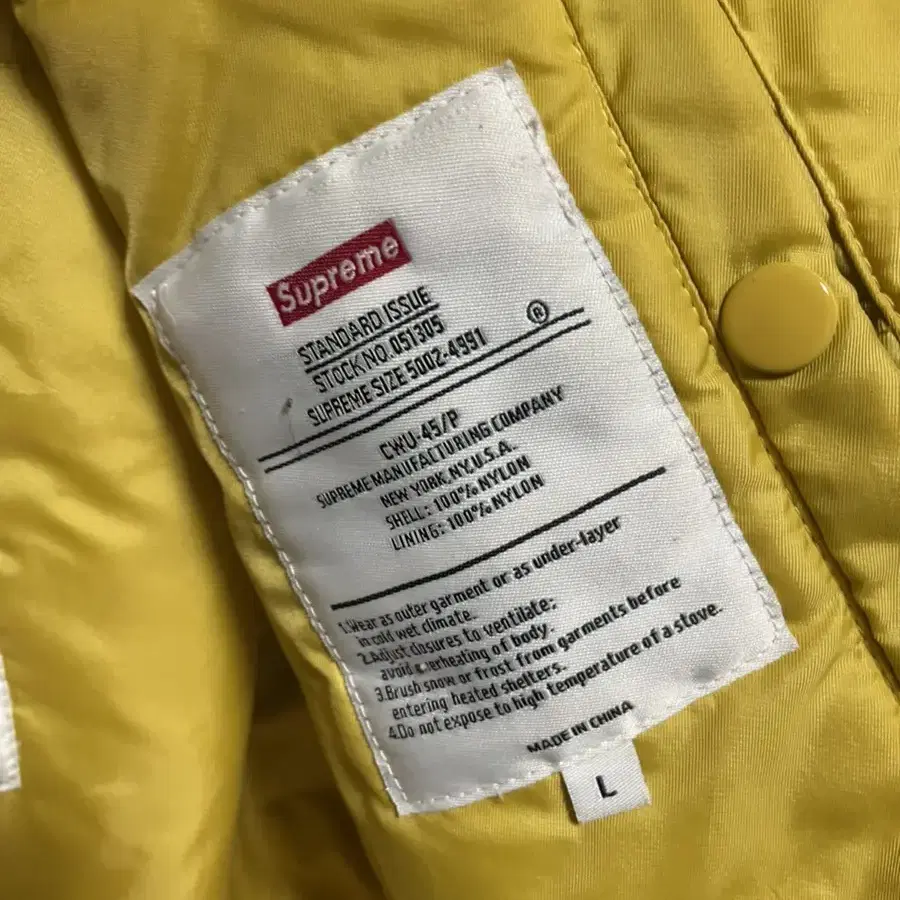 Supreme
STANDARD ISSUE
STOCK NO. 051305
SUPREME SIZE 5002-4991
®
CWU-45/P
SUPREME MANUFACTURING COMPANY
NEW YORK, N.Y. U.S.A.
SHELL: 100% NYLON
LINING: 100% NYLON
1.Wear as outer garment or as under-layer
in cold wet climate.
2.Adjust closures to ventilate:
avoid overheating of body.
3.Brush snow or frost from garments before
entering heated shelters.
4.Do not expose to high temperature of a stove.
MADE IN CHINA
L